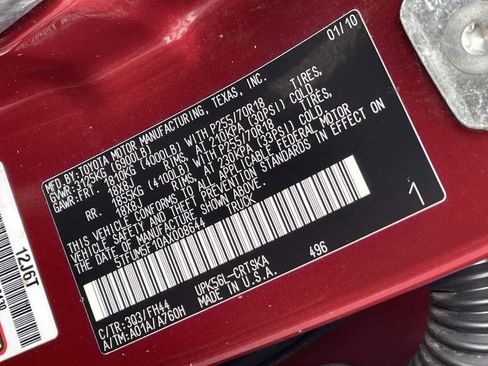 MFD. BY: TOYOTA MOTOR MANUFACTURING, TEXAS, INC. 01/10
GVWR: 3125KG (6900LB)
GAWR: FRT. 1810KG (4000LB) WITH P255/70R18 TIRES,
18X8J RIMS, AT 210KPA (30PSI) COLD.
RR. 1855KG (4100LB) WITH P255/70R18 TIRES,
18X8J RIMS, AT 230KPA (33PSI) COLD.
THIS VEHICLE CONFORMS TO ALL APPLICABLE FEDERAL
MOTOR VEHICLE SAFETY AND THEFT PREVENTION STANDARDS
IN EFFECT ON THE DATE OF MANUFACTURE SHOWN ABOVE.
TRUCK
1
C/TR: 3Q3/FH44 UPK56L-CRTSKA 496
A/TM: A01A/A760H MADE IN U.S.A.
12J6T